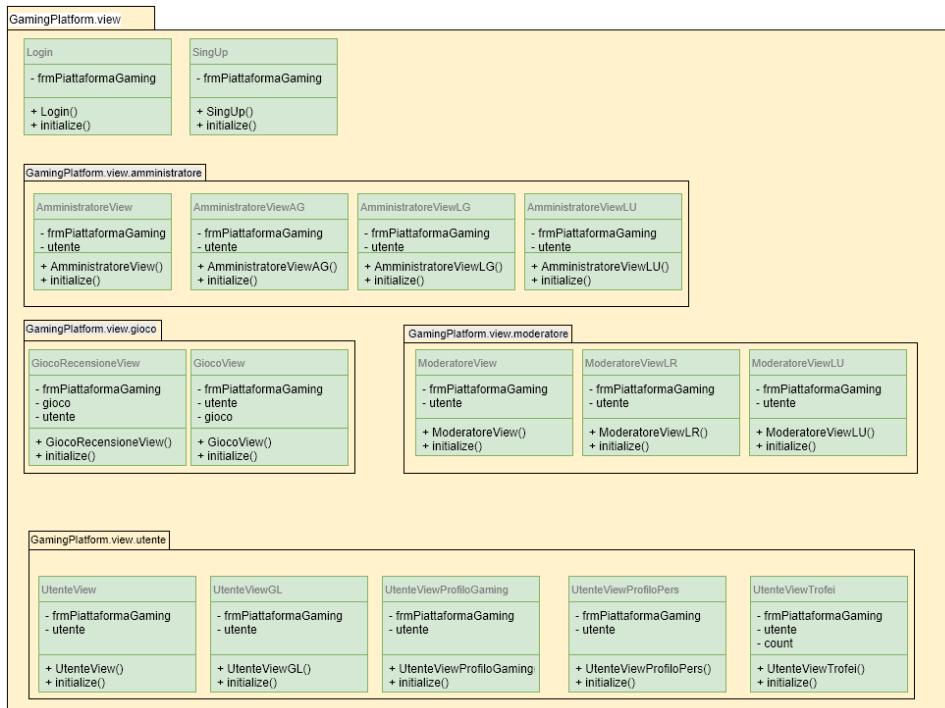 GamingPlatform.view
Login
- frmPiattaformaGaming
+ Login()
+ initialize()
SingUp
- frmPiattaformaGaming
+ SingUp()
+ initialize()
GamingPlatform.view.amministratore
AmministratoreView
- frmPiattaformaGaming
- utente
+ AmministratoreView()
+ initialize()
AmministratoreViewAG
- frmPiattaformaGaming
- utente
+ AmministratoreViewAG()
+ initialize()
AmministratoreViewLG
- frmPiattaformaGaming
- utente
+ AmministratoreViewLG()
+ initialize()
AmministratoreViewLU
- frmPiattaformaGaming
- utente
+ AmministratoreViewLU()
+ initialize()
GamingPlatform.view.gioco
GiocoRecensioneView
- frmPiattaformaGaming
- gioco
- utente
+ GiocoRecensioneView()
+ initialize()
GiocoView
- frmPiattaformaGaming
- utente
- gioco
+ GiocoView()
+ initialize()
GamingPlatform.view.moderatore
ModeratoreView
- frmPiattaformaGaming
- utente
+ ModeratoreView()
+ initialize()
ModeratoreViewLR
- frmPiattaformaGaming
- utente
+ ModeratoreViewLR()
+ initialize()
ModeratoreViewLU
- frmPiattaformaGaming
- utente
+ ModeratoreViewLU()
+ initialize()
GamingPlatform.view.utente
UtenteView
- frmPiattaformaGaming
- utente
+ UtenteView()
+ initialize()
UtenteViewGL
- frmPiattaformaGaming
- utente
+ UtenteViewGL()
+ initialize()
UtenteViewProfiloGaming
- frmPiattaformaGaming
- utente
+ UtenteViewProfiloGaming(
+ initialize()
UtenteViewProfiloPers
- frmPiattaformaGaming
- utente
+ UtenteViewProfiloPers()
+ initialize()
UtenteViewTrofei
- frmPiattaformaGaming
- utente
- count
+ UtenteViewTrofei()
+ initialize()